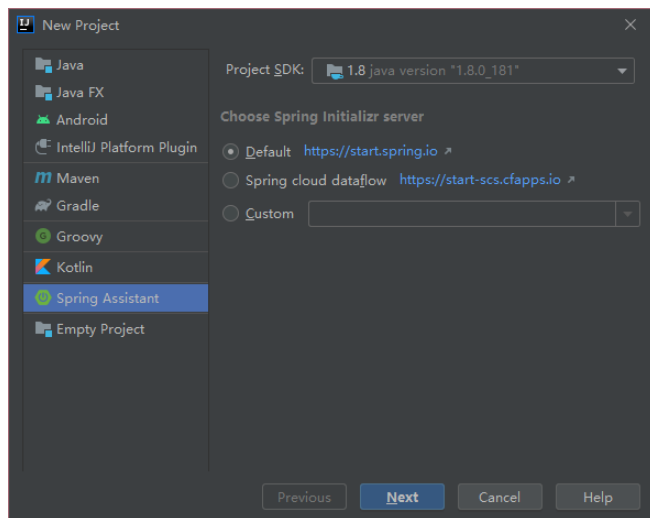 New Project
Java
Java FX
Android
IntelliJ Platform Plugin
Maven
Gradle
Groovy
Kotlin
Spring Assistant
Empty Project
Project SDK: 1.8 java version "1.8.0_181"
Choose Spring Initializr server
Default https://start.spring.io
Spring cloud dataflow https://start-scs.cfapps.io
Custom
Previous Next Cancel Help